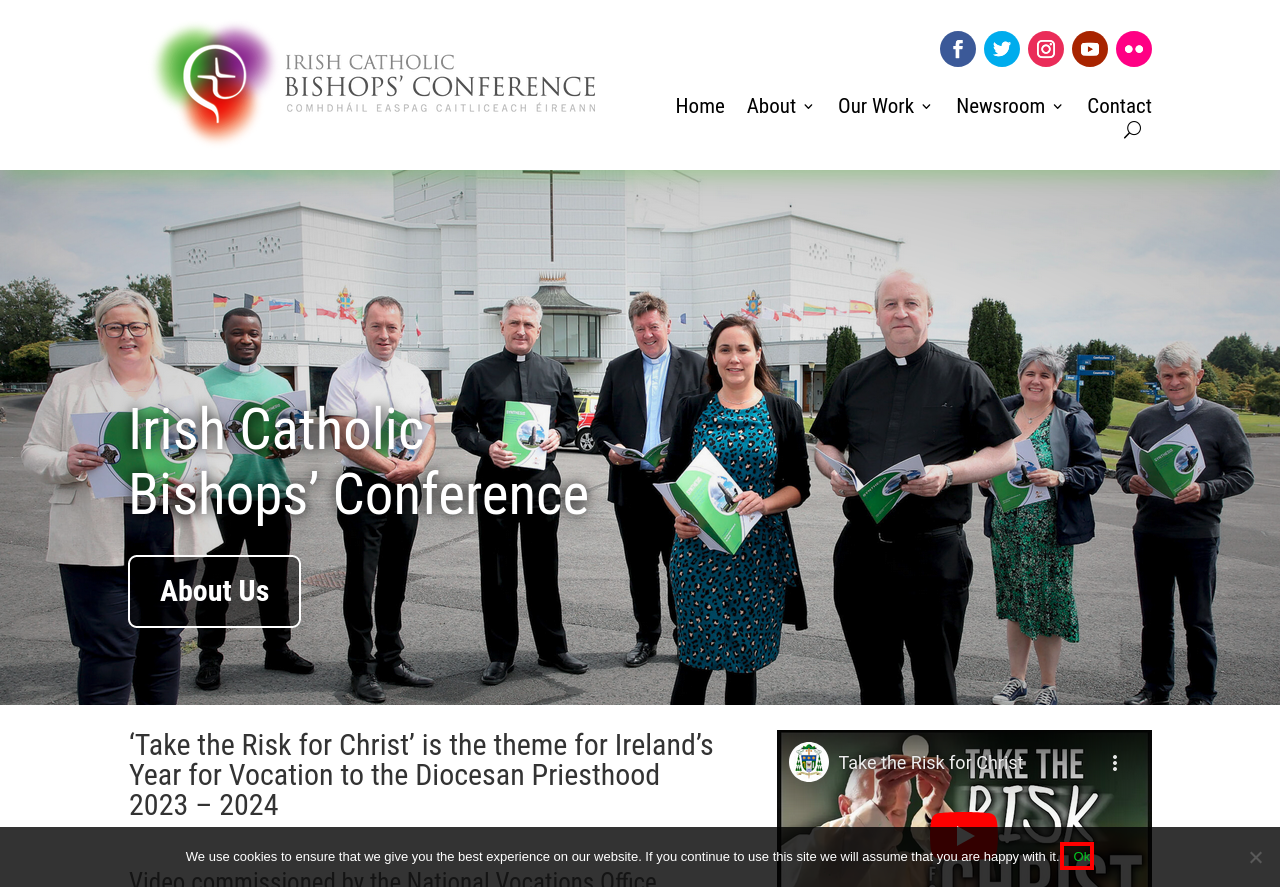 IRISH CATHOLIC
BISHOPS’ CONFERENCE
COMHDHÁIL EASPAG CAITLICEACH ÉIREANN
Home About Our Work Newsroom Contact
Irish Catholic
Bishops’ Conference
About Us
‘Take the Risk for Christ’ is the theme for Ireland’s
Year for Vocation to the Diocesan Priesthood
2023 – 2024
Video commissioned by the National Vocations Office
Take the Risk for Christ
TAKE THE
RISK
CHRIST
We use cookies to ensure that we give you the best experience on our website. If you continue to use this site we will assume that you are happy with it. Ok